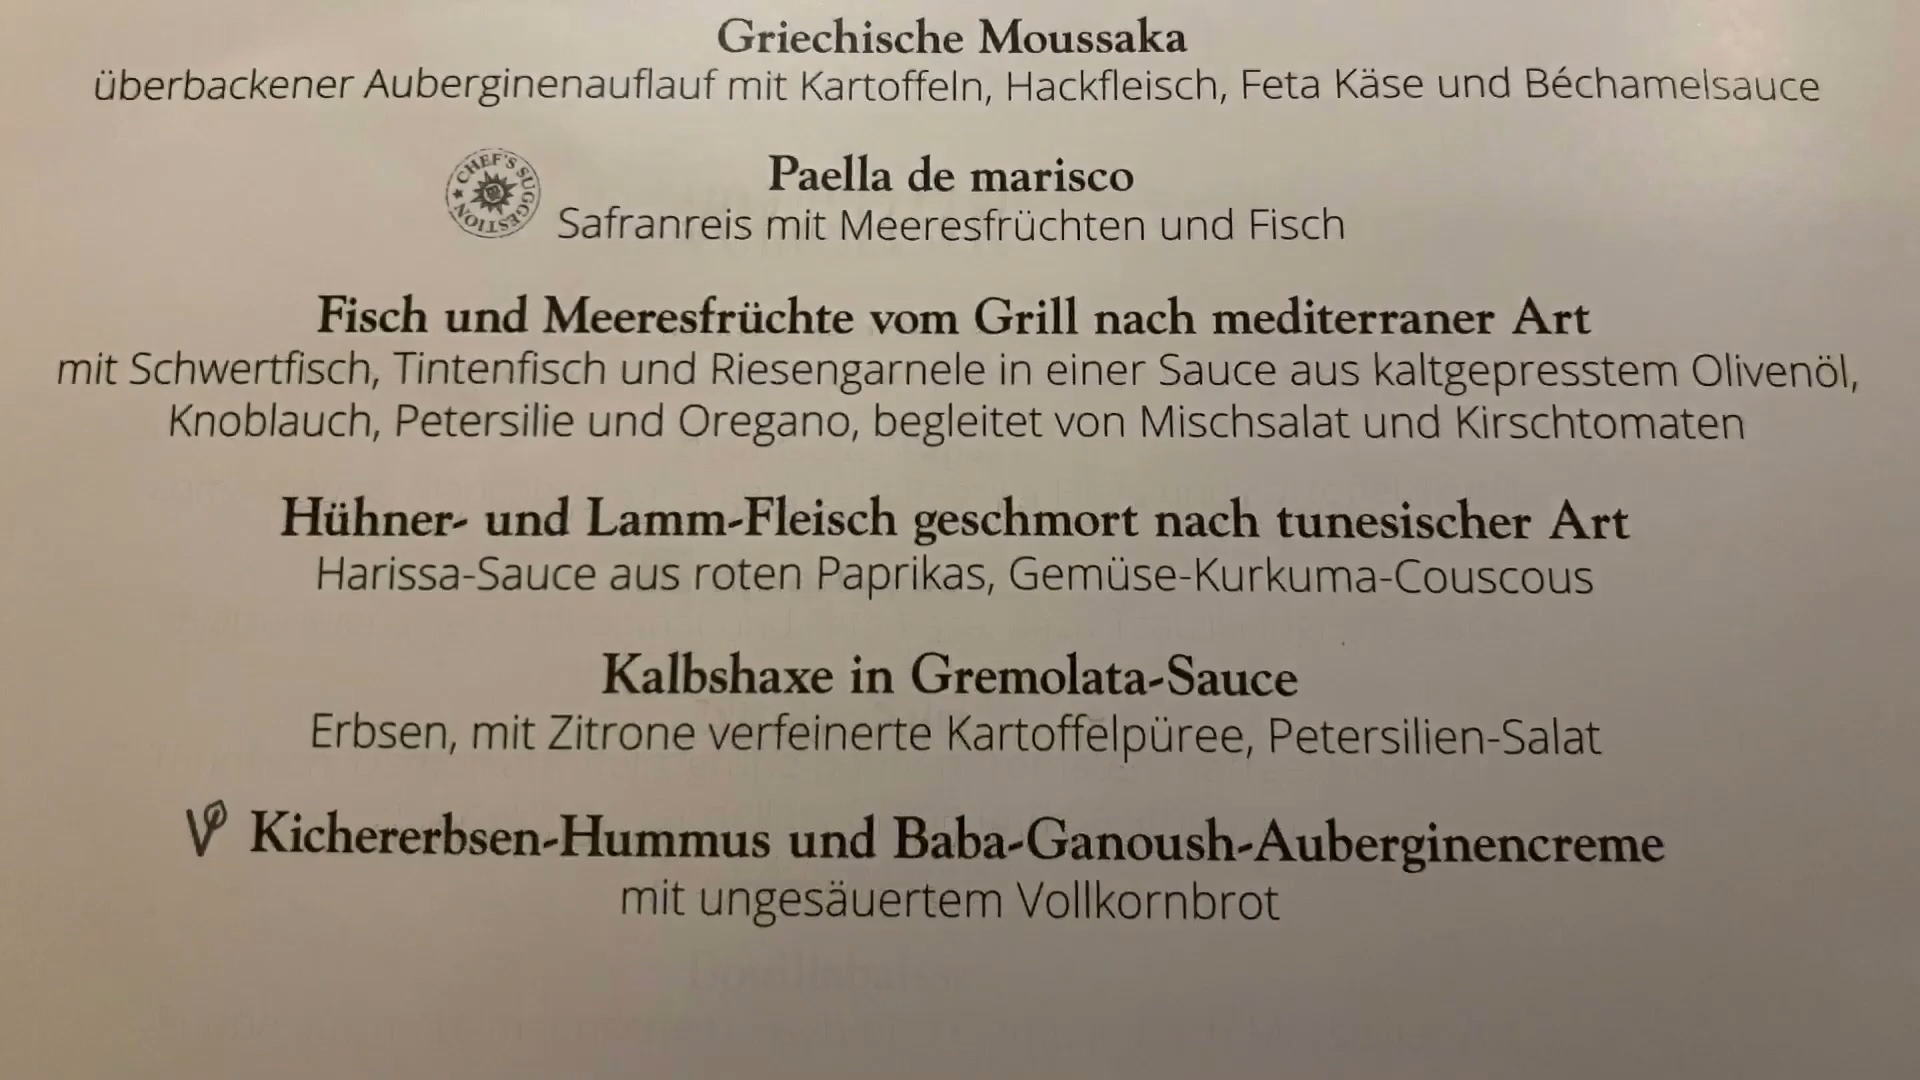 Griechische Moussaka
überbackener Auberginenauflauf mit Kartoffeln, Hackfleisch, Feta Käse und Béchamelsauce
CHEF'S SUGGESTION
Paella de marisco
Safranreis mit Meeresfrüchten und Fisch
Fisch und Meeresfrüchte vom Grill nach mediterraner Art
mit Schwertfisch, Tintenfisch und Riesengarnele in einer Sauce aus kaltgepresstem Olivenöl,
Knoblauch, Petersilie und Oregano, begleitet von Mischsalat und Kirschtomaten
Hühner- und Lamm-Fleisch geschmort nach tunesischer Art
Harissa-Sauce aus roten Paprikas, Gemüse-Kurkuma-Couscous
Kalbshaxe in Gremolata-Sauce
Erbsen, mit Zitrone verfeinerte Kartoffelpüree, Petersilien-Salat
V Kichererbsen-Hummus und Baba-Ganoush-Auberginencreme
mit ungesäuertem Vollkornbrot